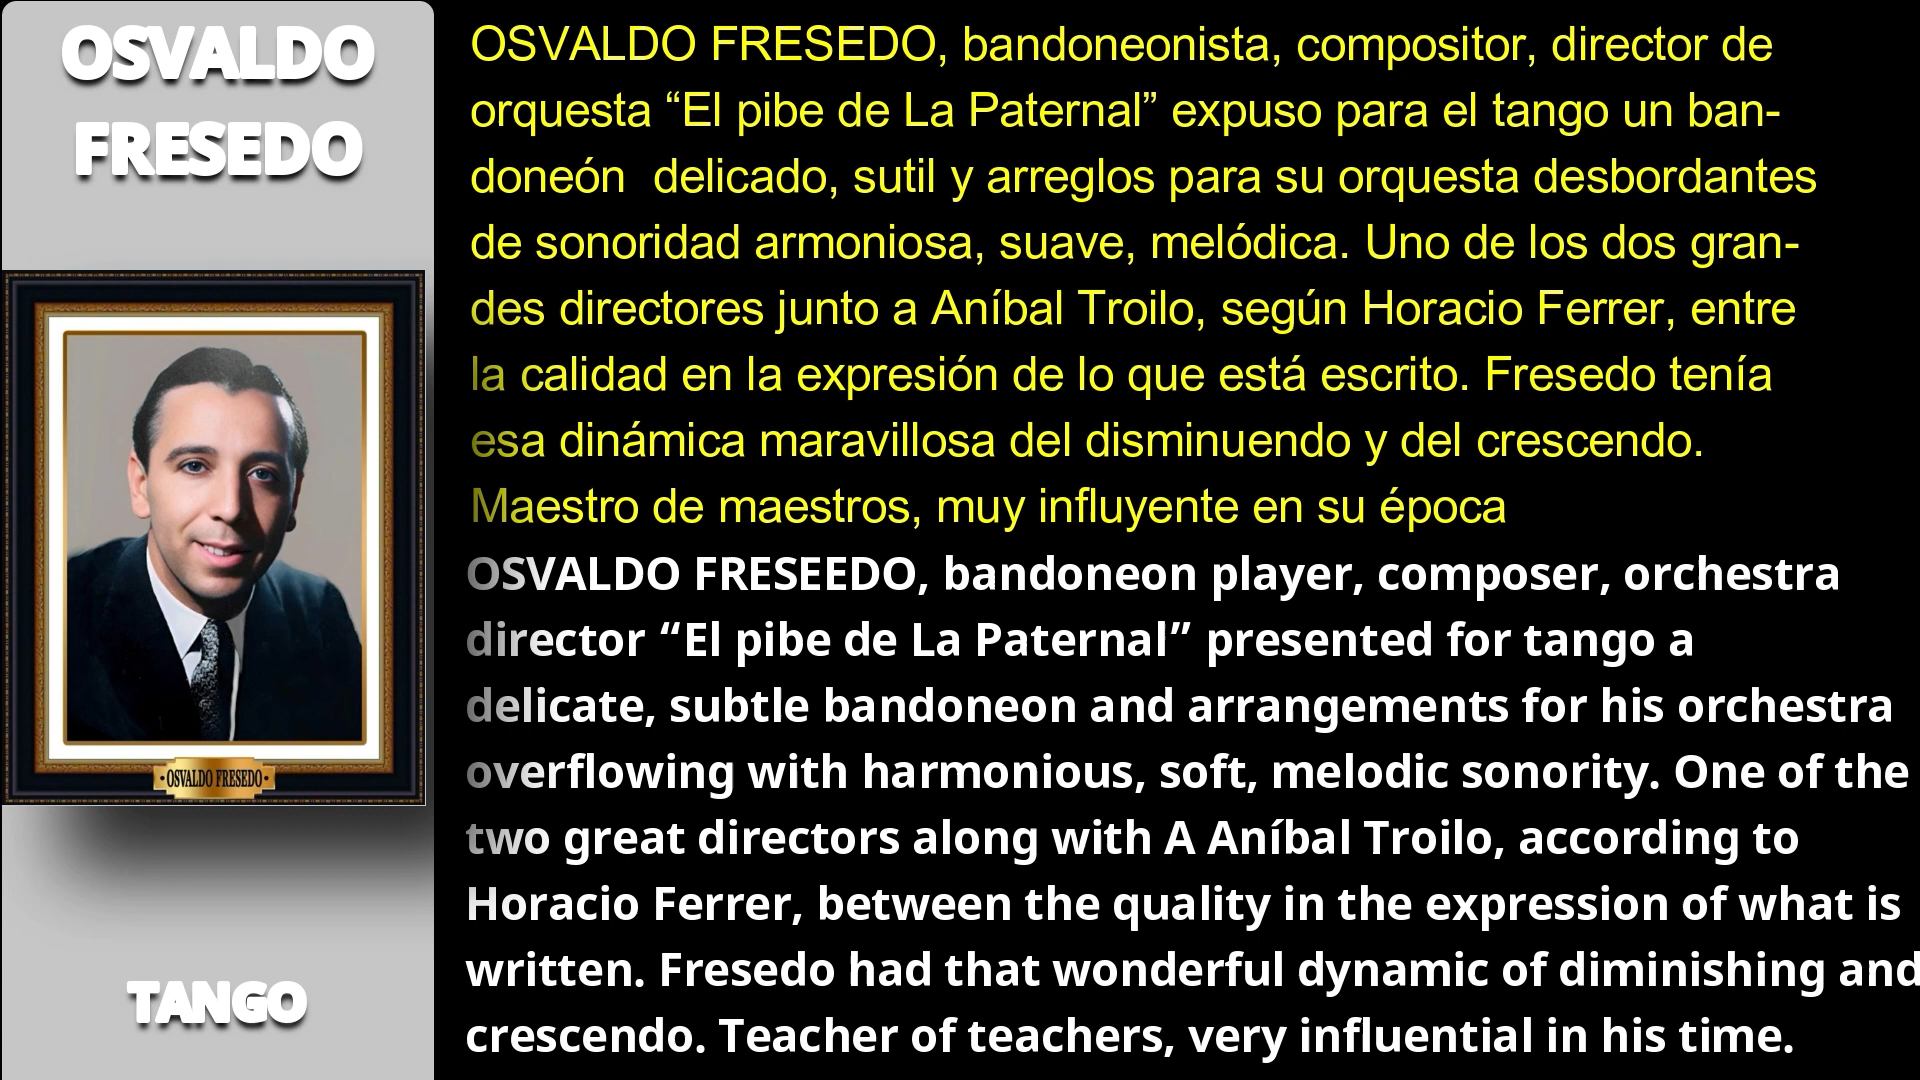 OSVALDO
FRESEDO
OSVALDO FRESEDO
TANGO
OSVALDO FRESEDO, bandoneonista, compositor, director de
orquesta “El pibe de La Paternal” expuso para el tango un ban-
doneón  delicado, sutil y arreglos para su orquesta desbordantes
de sonoridad armoniosa, suave, melódica. Uno de los dos gran-
des directores junto a Aníbal Troilo, según Horacio Ferrer, entre
la calidad en la expresión de lo que está escrito. Fresedo tenía
esa dinámica maravillosa del disminuendo y del crescendo.
Maestro de maestros, muy influyente en su época
OSVALDO FRESEEDO, bandoneon player, composer, orchestra
director “El pibe de La Paternal” presented for tango a
delicate, subtle bandoneon and arrangements for his orchestra
overflowing with harmonious, soft, melodic sonority. One of the
two great directors along with A Aníbal Troilo, according to
Horacio Ferrer, between the quality in the expression of what is
written. Fresedo had that wonderful dynamic of diminishing and
crescendo. Teacher of teachers, very influential in his time.